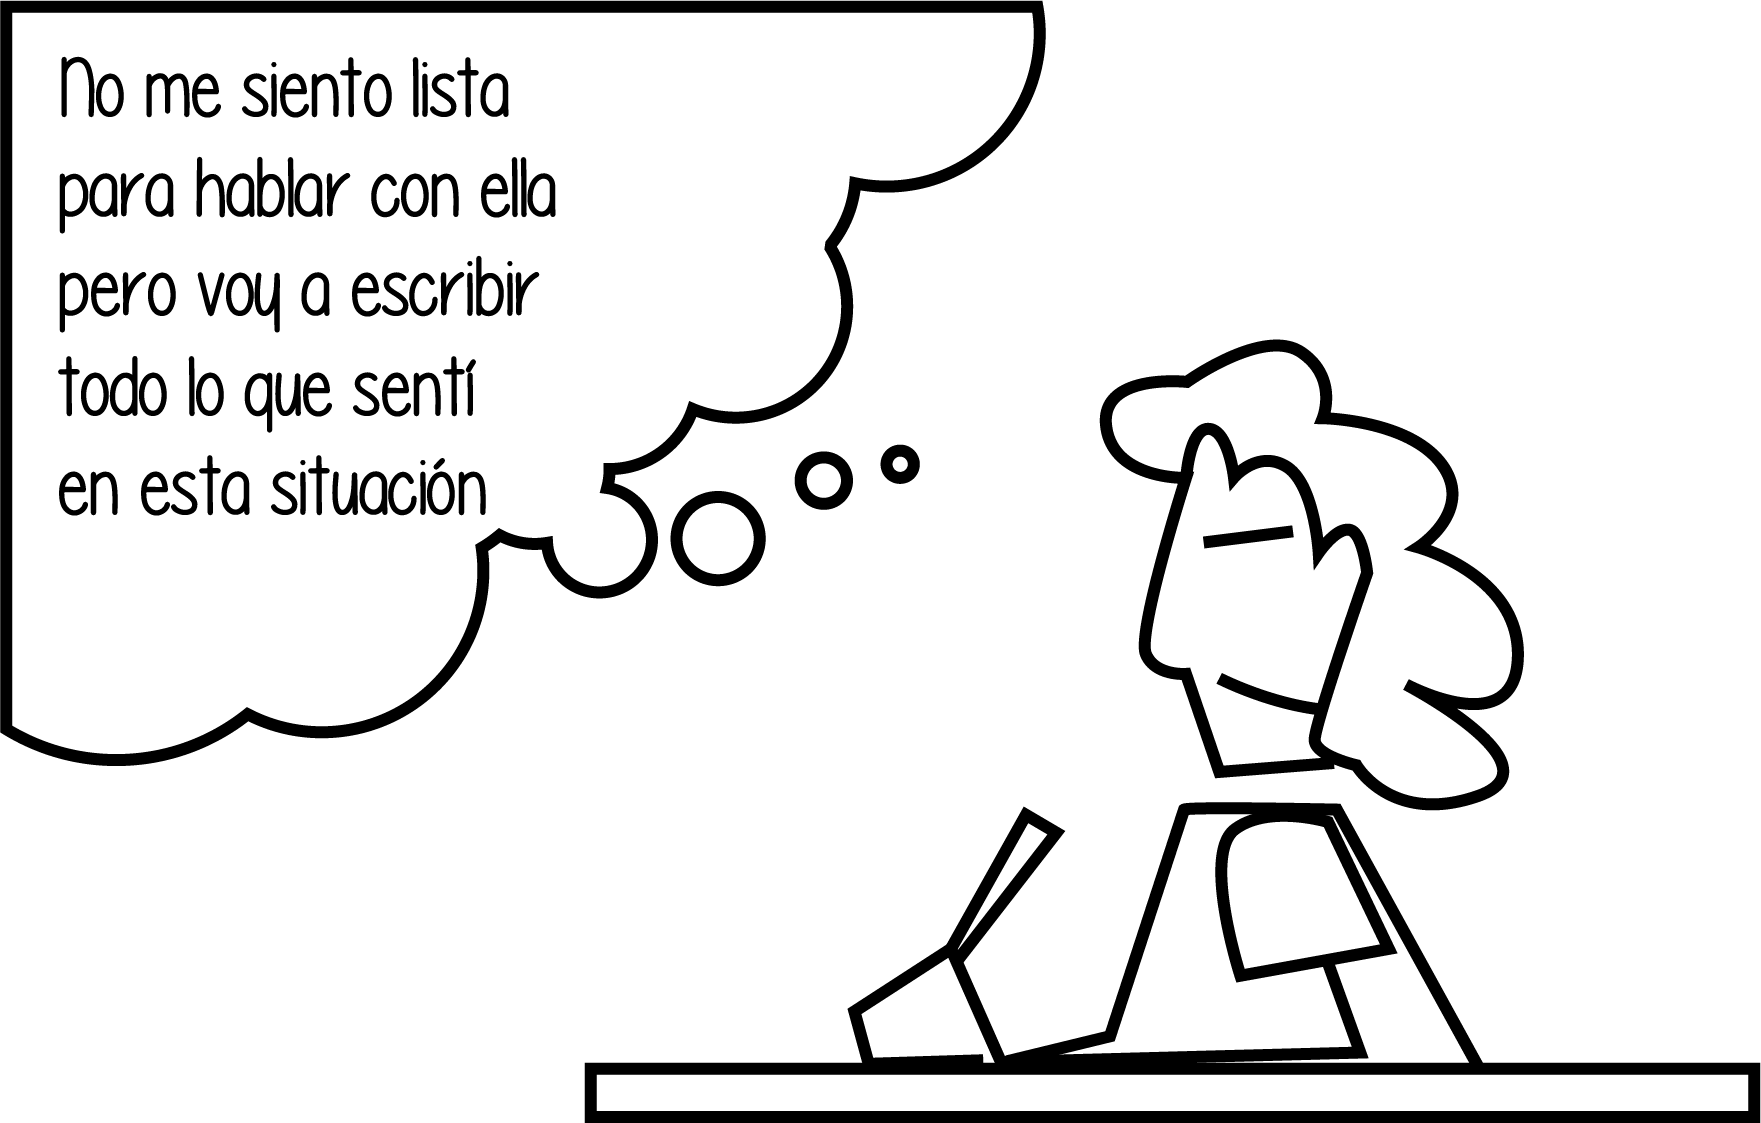 No me siento lista
para hablar con ella
pero voy a escribir
todo lo que sentí
en esta situación